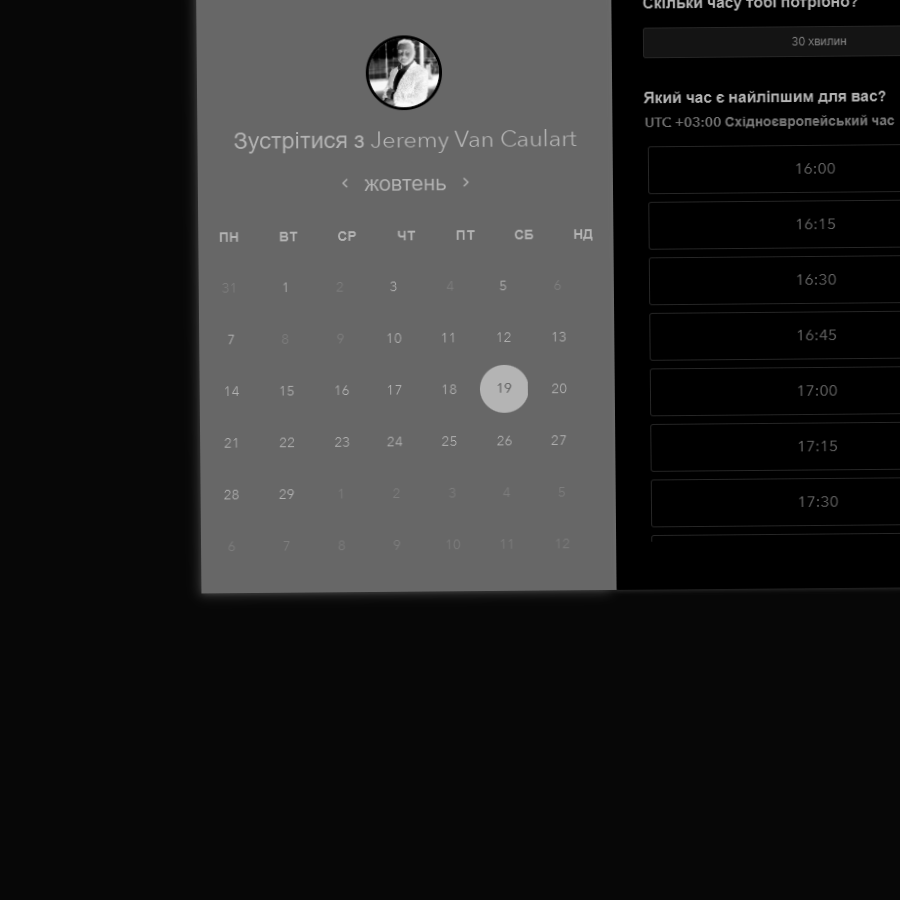 Зустрітися з Jeremy Van Caulart
жовтень
ПН ВТ СР ЧТ ПТ СБ НД
31 1 2 3 4 5 6
7 8 9 10 11 12 13
14 15 16 17 18 19 20
21 22 23 24 25 26 27
28 29 1 2 3 4 5
6 7 8 9 10 11 12
Скільки часу тобі потрібно?
30 хвилин
Який час є найліпшим для вас?
UTC +03:00 Східноєвропейський час
16:00
16:15
16:30
16:45
17:00
17:15
17:30